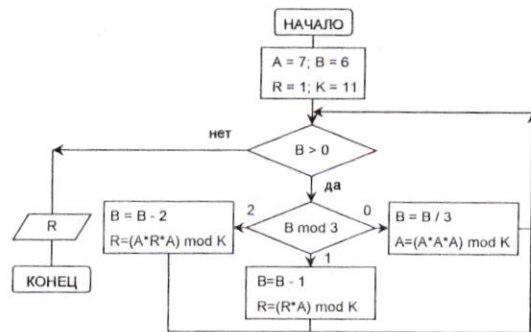 НАЧАЛО
A = 7; B = 6
R = 1; K = 11
нет
B > 0
да
R
КОНЕЦ
B = B - 2
R=(A*R*A) mod K
2
B mod 3
0
B = B / 3
A=(A*A*A) mod K
1
B=B - 1
R=(R*A) mod K